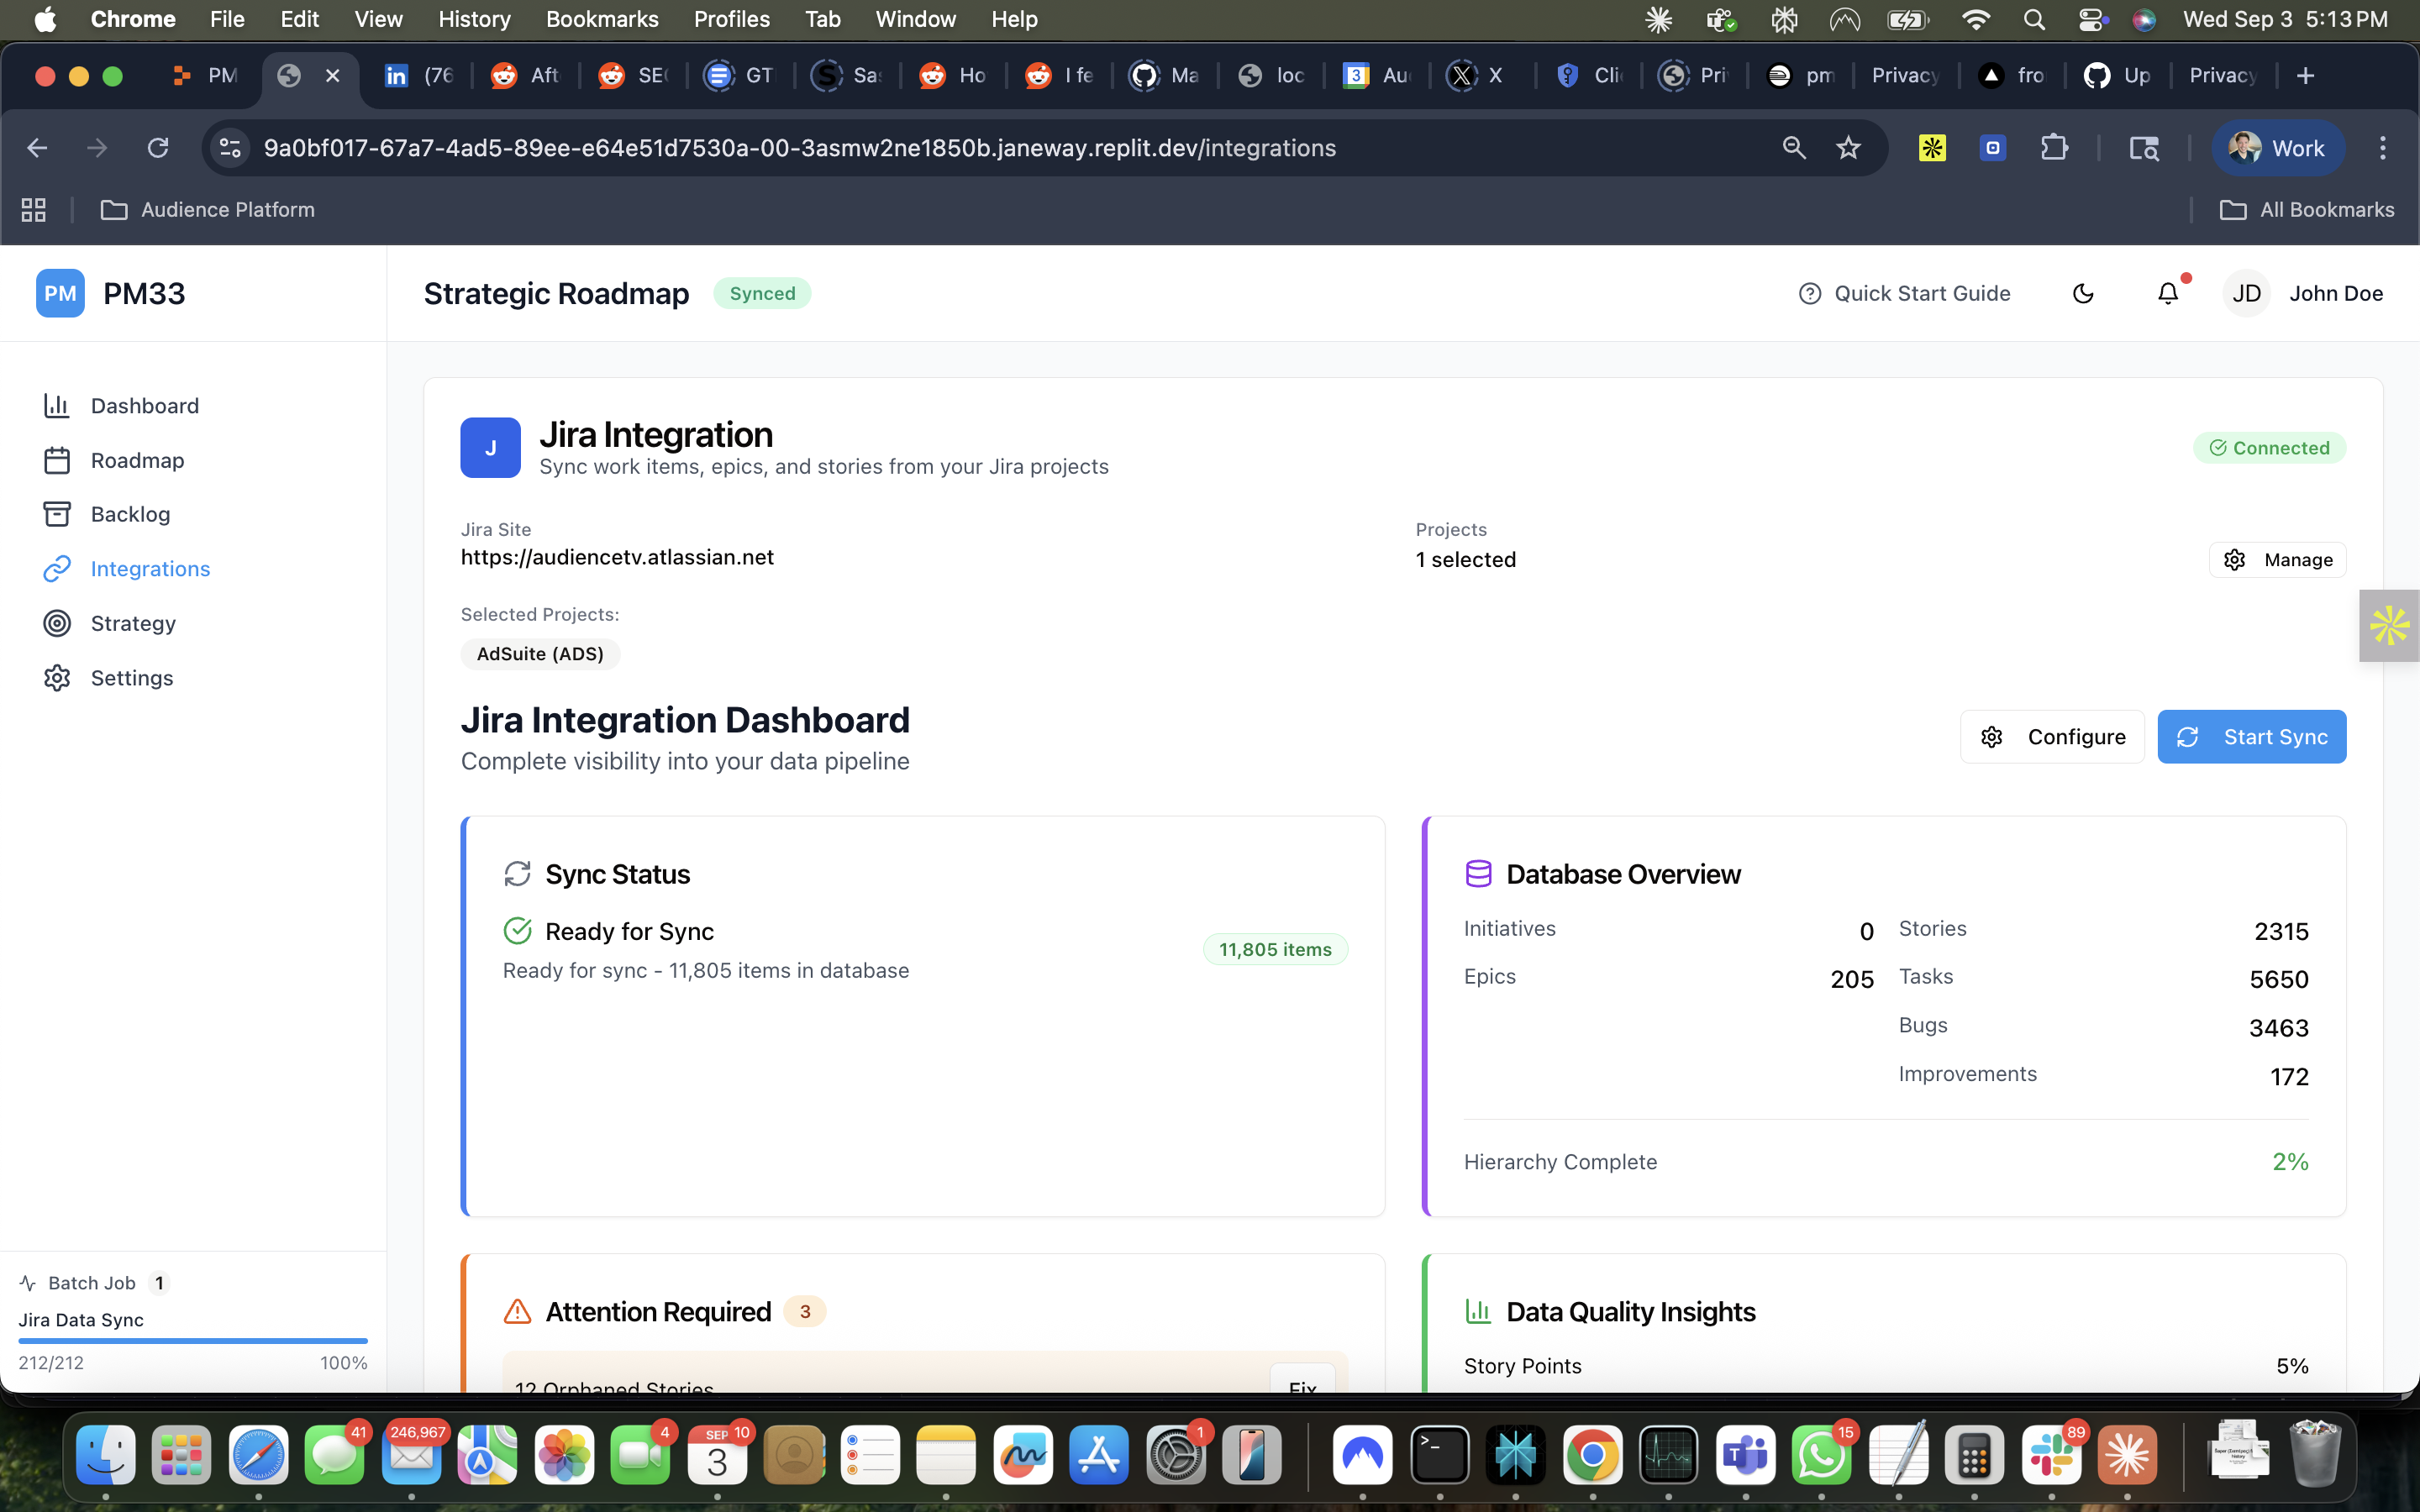 Chrome File Edit View History Bookmarks Profiles Tab Window Help Wed Sep 3 5:13 PM
PM in (76 Aft SEO GT Sas Ho I fe Ma loc 3 Au X Cli Pri pm Privacy fro Up Privacy
9a0bf017-67a7-4ad5-89ee-e64e51d7530a-00-3asmw2ne1850b.janeway.replit.dev/integrations Work
Audience Platform All Bookmarks
PM PM33
Strategic Roadmap Synced Quick Start Guide JD John Doe
Dashboard
Roadmap
Backlog
Integrations
Strategy
Settings
J Jira Integration
Sync work items, epics, and stories from your Jira projects
Connected
Jira Site
https://audiencetv.atlassian.net
Projects
1 selected
Manage
Selected Projects:
AdSuite (ADS)
Jira Integration Dashboard
Complete visibility into your data pipeline
Configure Start Sync
Sync Status
Ready for Sync
Ready for sync - 11,805 items in database
11,805 items
Database Overview
Initiatives 0 Stories 2315
Epics 205 Tasks 5650
Bugs 3463
Improvements 172
Hierarchy Complete 2%
Attention Required 3
12 Orphaned Stories Fix
Data Quality Insights
Story Points 5%
Batch Job 1
Jira Data Sync
212/212 100%
41 246,967 4 SEP 3 10 1 T 15 89